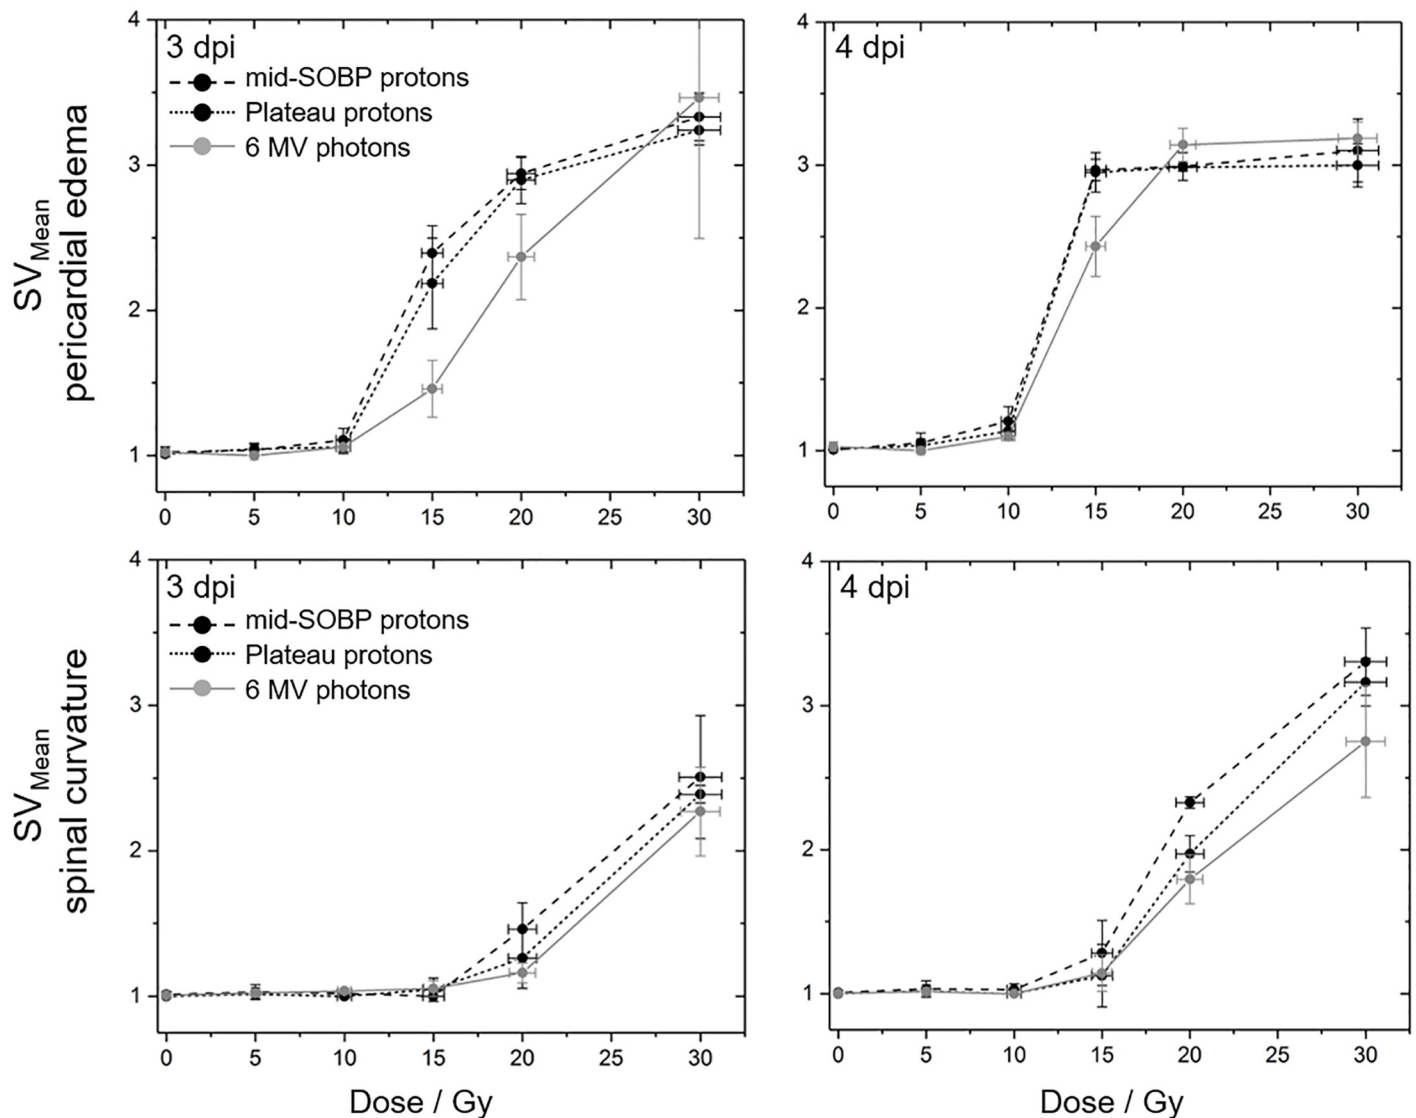 3 dpi
mid-SOBP protons
Plateau protons
6 MV photons
SVMean
pericardial edema
4
3
2
1
0 5 10 15 20 25 30
4 dpi
4
3
2
1
0 5 10 15 20 25 30
3 dpi
mid-SOBP protons
Plateau protons
6 MV photons
SVMean
spinal curvature
4
3
2
1
0 5 10 15 20 25 30
Dose / Gy
4 dpi
4
3
2
1
0 5 10 15 20 25 30
Dose / Gy